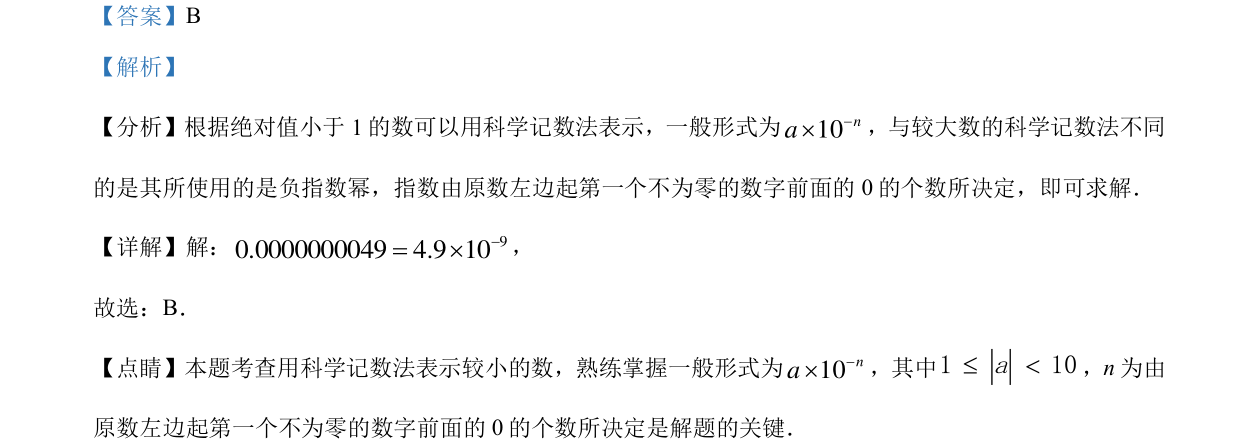 【答案】B
【解析】
【分析】根据绝对值小于 1 的数可以用科学记数法表示，一般形式为 $a\times10^{-n}$，与较大数的科学记数法不同
的是其所使用的是负指数幂，指数由原数左边起第一个不为零的数字前面的 0 的个数所决定，即可求解．
【详解】解：$0.0000000049=4.9\times10^{-9}$，
故选：B．
【点睛】本题考查用科学记数法表示较小的数，熟练掌握一般形式为 $a\times10^{-n}$，其中 $1\le|a|<10$，n 为由
原数左边起第一个不为零的数字前面的 0 的个数所决定是解题的关键．